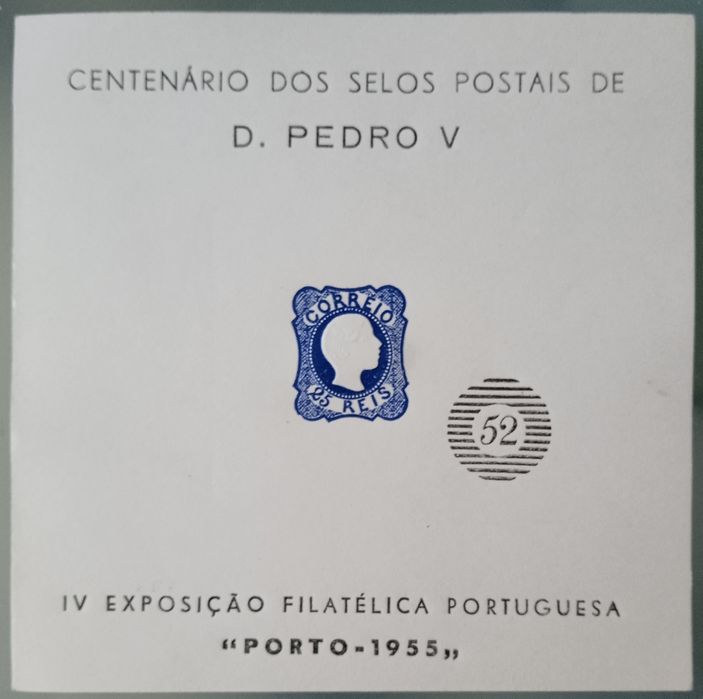 CENTENÁRIO DOS SELOS POSTAIS DE
D. PEDRO V
CORREIO
25 REIS
52
IV EXPOSIÇÃO FILATÉLICA PORTUGUESA
“PORTO-1955„